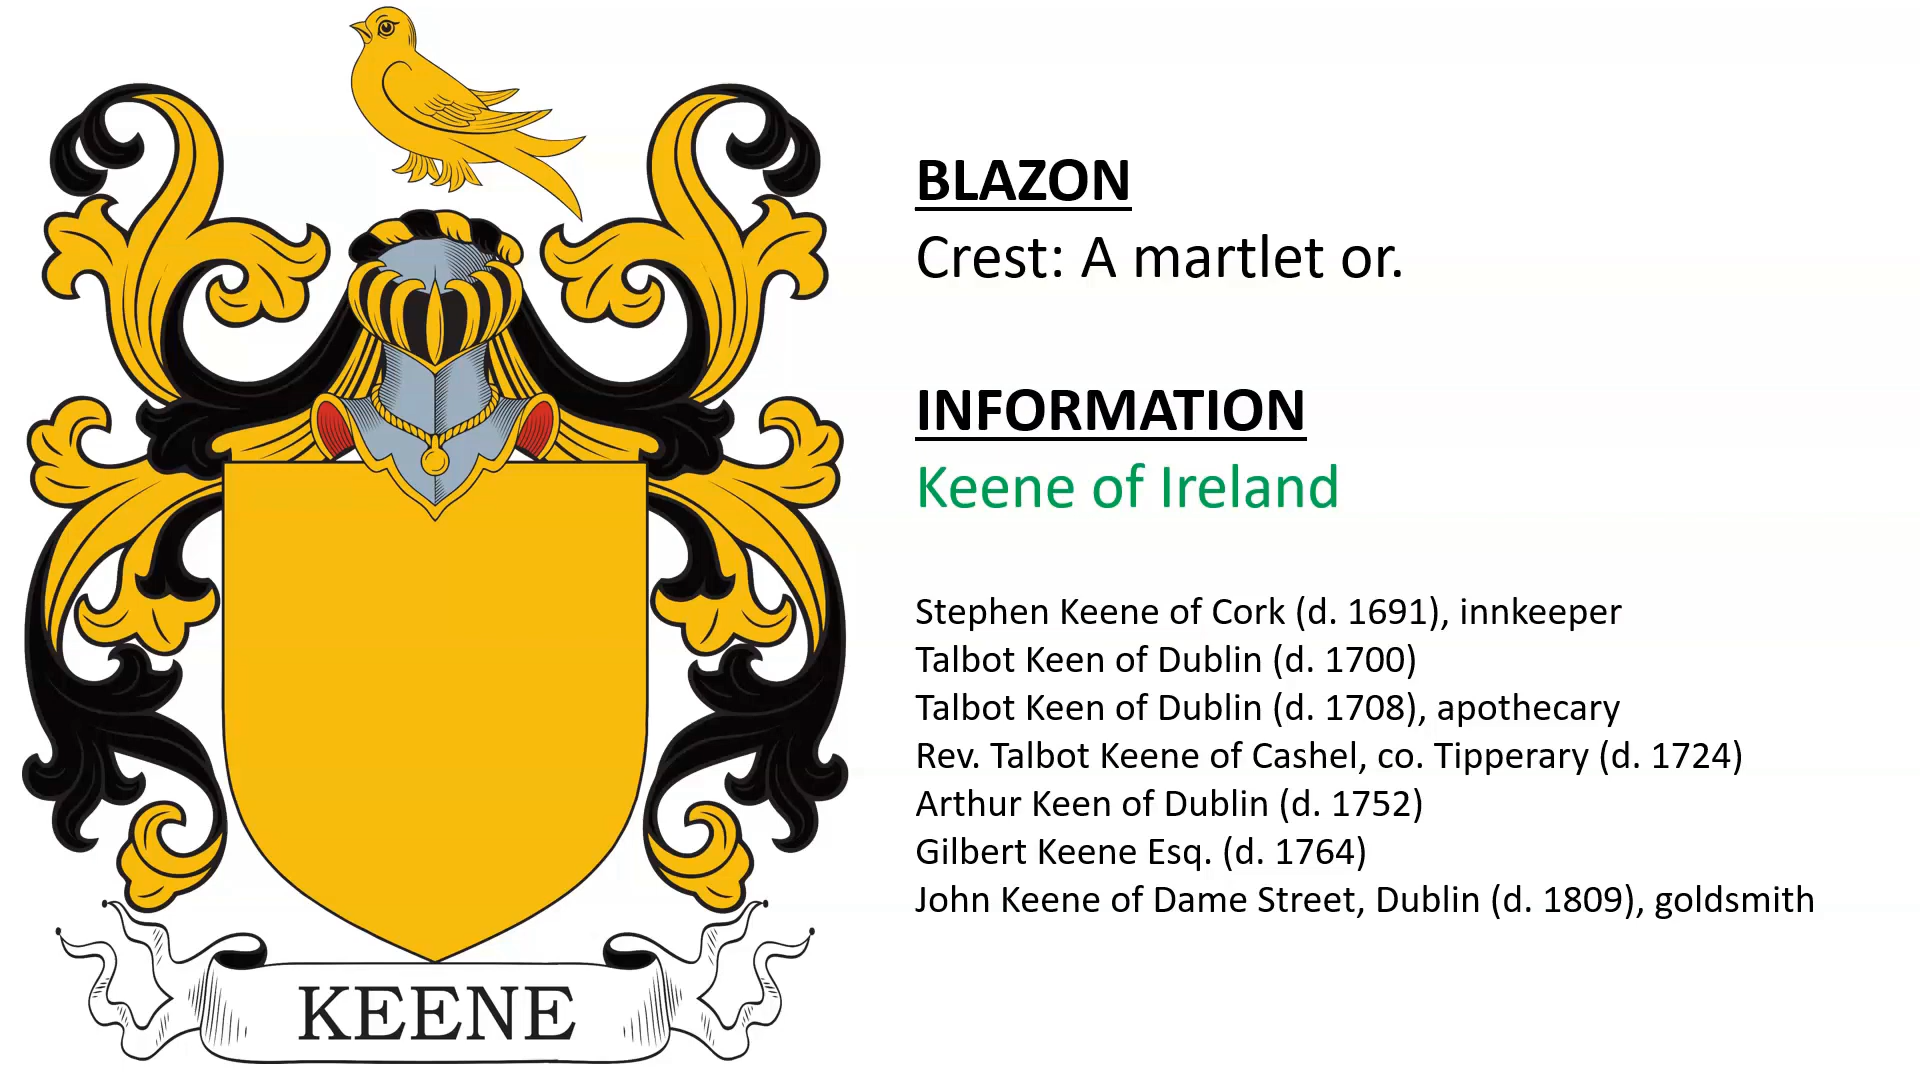 BLAZON
Crest: A martlet or.
INFORMATION
Keene of Ireland
Stephen Keene of Cork (d. 1691), innkeeper
Talbot Keen of Dublin (d. 1700)
Talbot Keen of Dublin (d. 1708), apothecary
Rev. Talbot Keene of Cashel, co. Tipperary (d. 1724)
Arthur Keen of Dublin (d. 1752)
Gilbert Keene Esq. (d. 1764)
John Keene of Dame Street, Dublin (d. 1809), goldsmith
KEENE